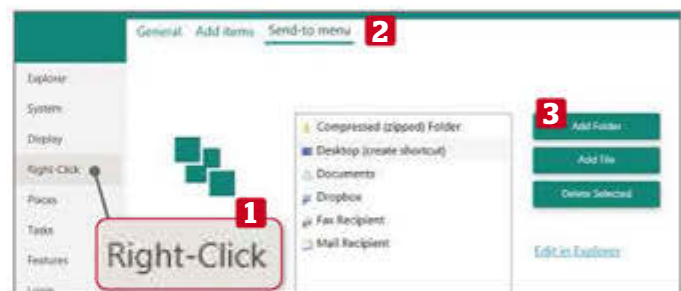 General Add items Send-to menu 2
Explorer
System
Display
Right-Click
Places
Tasks
Features
Logon
1
Right-Click
Compressed (zipped) Folder
Desktop (create shortcut)
Documents
Dropbox
Fax Recipient
Mail Recipient
3
Add Folder
Add File
Delete Selected
Edit in Explorer